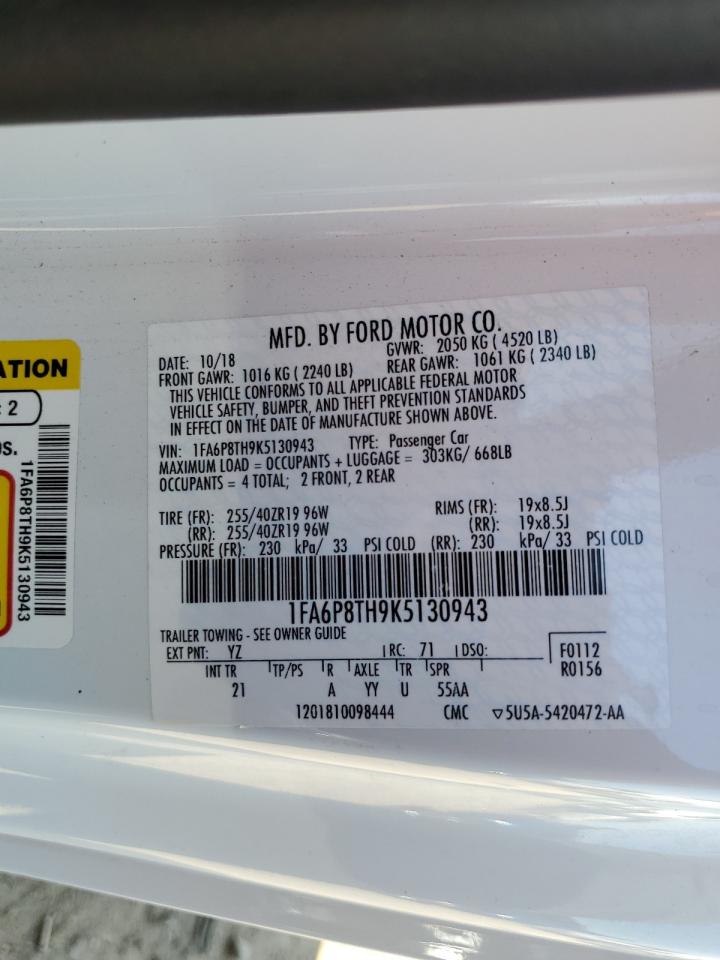 ATION
: 2
OS.
1FA6P8TH9K5130943
MFD. BY FORD MOTOR CO.
DATE: 10/18 GVWR: 2050 KG ( 4520 LB)
FRONT GAWR: 1016 KG ( 2240 LB) REAR GAWR: 1061 KG ( 2340 LB)
THIS VEHICLE CONFORMS TO ALL APPLICABLE FEDERAL MOTOR
VEHICLE SAFETY, BUMPER, AND THEFT PREVENTION STANDARDS
IN EFFECT ON THE DATE OF MANUFACTURE SHOWN ABOVE.
VIN: 1FA6P8TH9K5130943 TYPE: Passenger Car
MAXIMUM LOAD = OCCUPANTS + LUGGAGE = 303KG/ 668LB
OCCUPANTS = 4 TOTAL; 2 FRONT, 2 REAR
TIRE (FR): 255/40ZR19 96W RIMS (FR): 19x8.5J
(RR): 255/40ZR19 96W (RR): 19x8.5J
PRESSURE (FR): 230 kPa/ 33 PSI COLD (RR): 230 kPa/ 33 PSI COLD
1FA6P8TH9K5130943
TRAILER TOWING - SEE OWNER GUIDE
EXT PNT: YZ RC: 71 DSO: F0112
R0156
INT TR TP/PS R AXLE TR SPR
21 A YY U 55AA
1201810098444 CMC ▽5U5A-5420472-AA